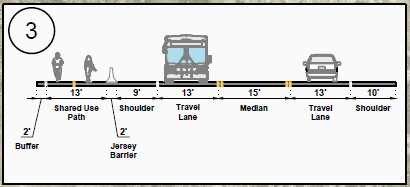 3
13' 9' 13' 15' 13' 10'
Shared Use Path
Shoulder
Travel Lane
Median
Travel Lane
Shoulder
2'
Buffer
2'
Jersey Barrier